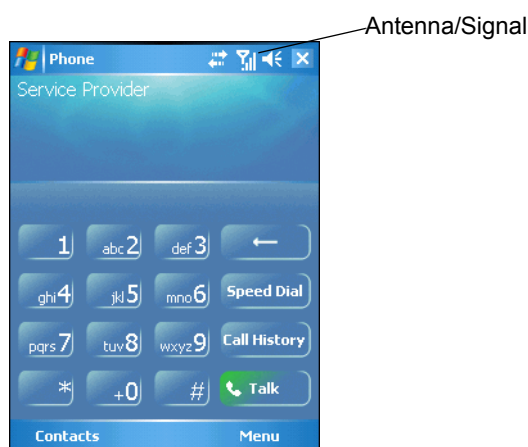 Antenna/Signal
Phone
Service Provider
1 abc2 def3
ghi4 jkl5 mno6 Speed Dial
pqrs7 tuv8 wxyz9 Call History
* +0 # Talk
Contacts Menu